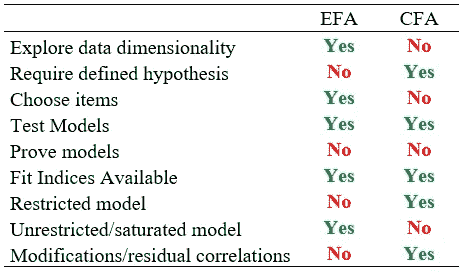 EFA CFA
Explore data dimensionality Yes No
Require defined hypothesis No Yes
Choose items Yes No
Test Models Yes Yes
Prove models No No
Fit Indices Available Yes Yes
Restricted model No Yes
Unrestricted/saturated model Yes No
Modifications/residual correlations No Yes